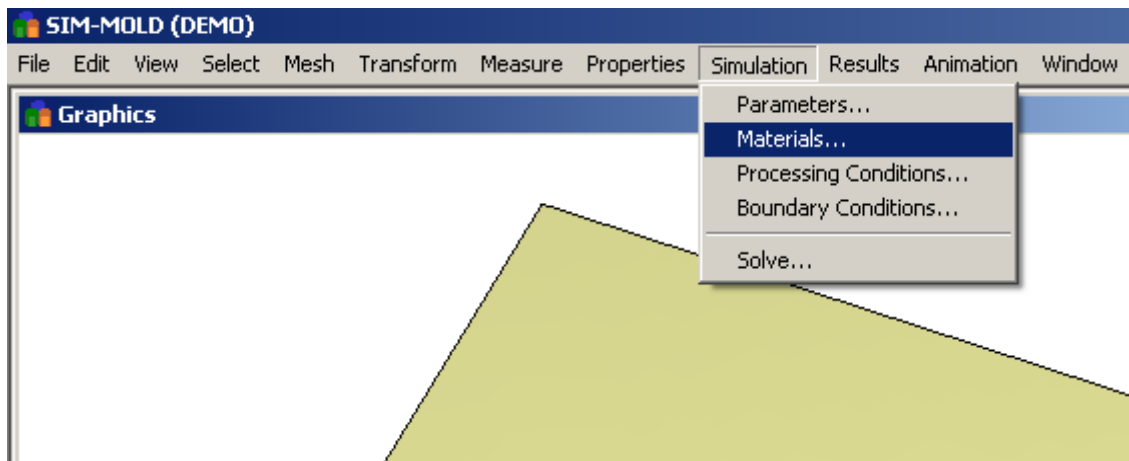 SIM-MOLD (DEMO)
File Edit View Select Mesh Transform Measure Properties Simulation Results Animation Window
Graphics
Parameters...
Materials...
Processing Conditions...
Boundary Conditions...
Solve...